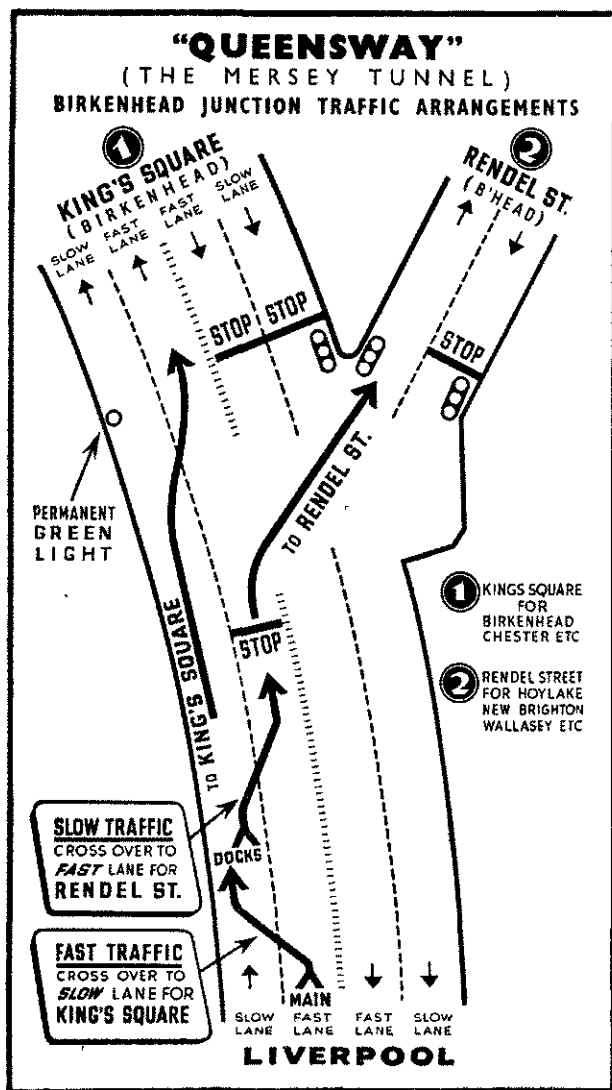 "QUEENSWAY"
(THE MERSEY TUNNEL)
BIRKENHEAD JUNCTION TRAFFIC ARRANGEMENTS
1
KING'S SQUARE
(BIRKENHEAD)
SLOW LANE
FAST LANE
FAST LANE
SLOW LANE
2
RENDEL ST.
(B'HEAD)
STOP STOP
STOP
PERMANENT
GREEN
LIGHT
TO RENDEL ST.
TO KING'S SQUARE
STOP
1 KINGS SQUARE
FOR
BIRKENHEAD
CHESTER ETC
2 RENDEL STREET
FOR HOYLAKE
NEW BRIGHTON
WALLASEY ETC
SLOW TRAFFIC
CROSS OVER TO
FAST LANE FOR
RENDEL ST.
DOCKS
FAST TRAFFIC
CROSS OVER TO
SLOW LANE FOR
KING'S SQUARE
MAIN
SLOW LANE
FAST LANE
FAST LANE
SLOW LANE
LIVERPOOL